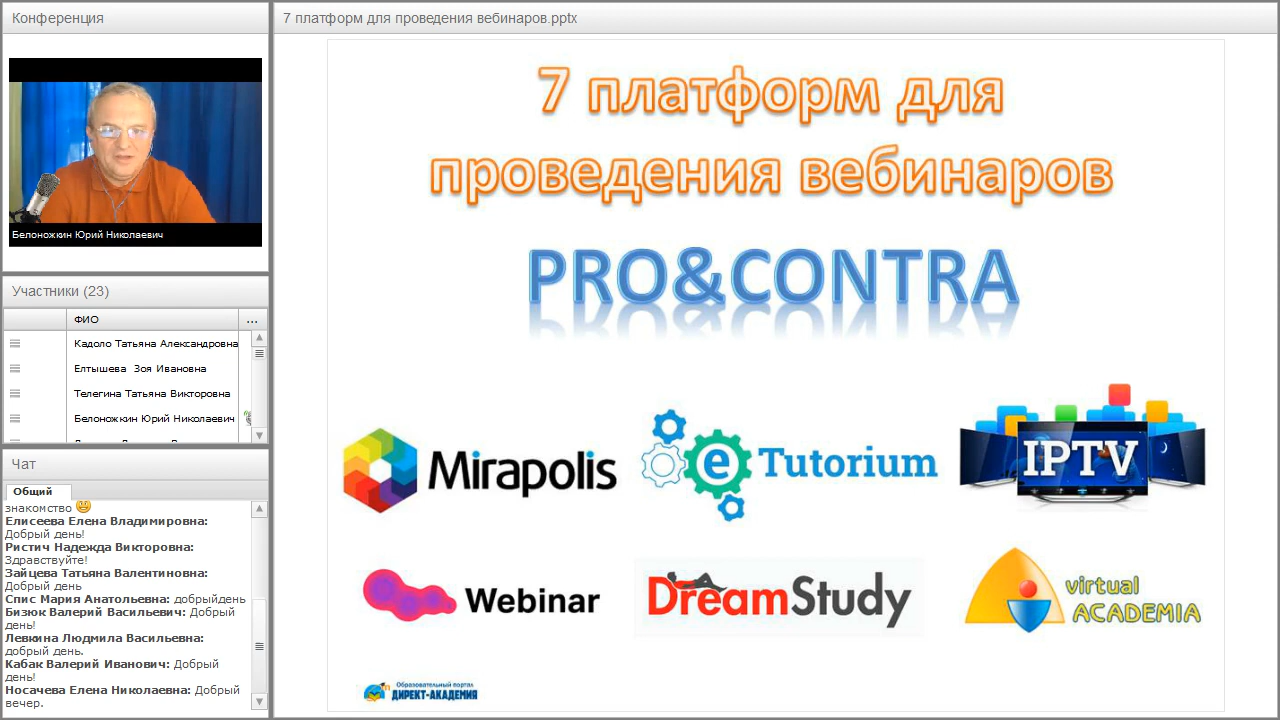 Конференция
Белоножкин Юрий Николаевич
Участники (23)
ФИО
...
Кадоло Татьяна Александровна
Елтышева Зоя Ивановна
Телегина Татьяна Викторовна
Белоножкин Юрий Николаевич
Чат
Общий
знакомство
Елисеева Елена Владимировна:
Добрый день!
Ристич Надежда Викторовна:
Здравствуйте!
Зайцева Татьяна Валентиновна:
Добрый день
Спис Мария Анатольевна: добрыйдень
Бизюк Валерий Васильевич: Добрый
день!
Левкина Людмила Васильевна:
добрый день.
Кабак Валерий Иванович: Добрый
день!
Носачева Елена Николаевна: Добрый
вечер.
7 платформ для проведения вебинаров.pptx
7 платформ для
проведения вебинаров
PRO&CONTRA
Mirapolis
e Tutorium
IPTV
Webinar
DreamStudy
virtual
ACADEMIA
Образовательный портал
ДИРЕКТ-АКАДЕМИЯ